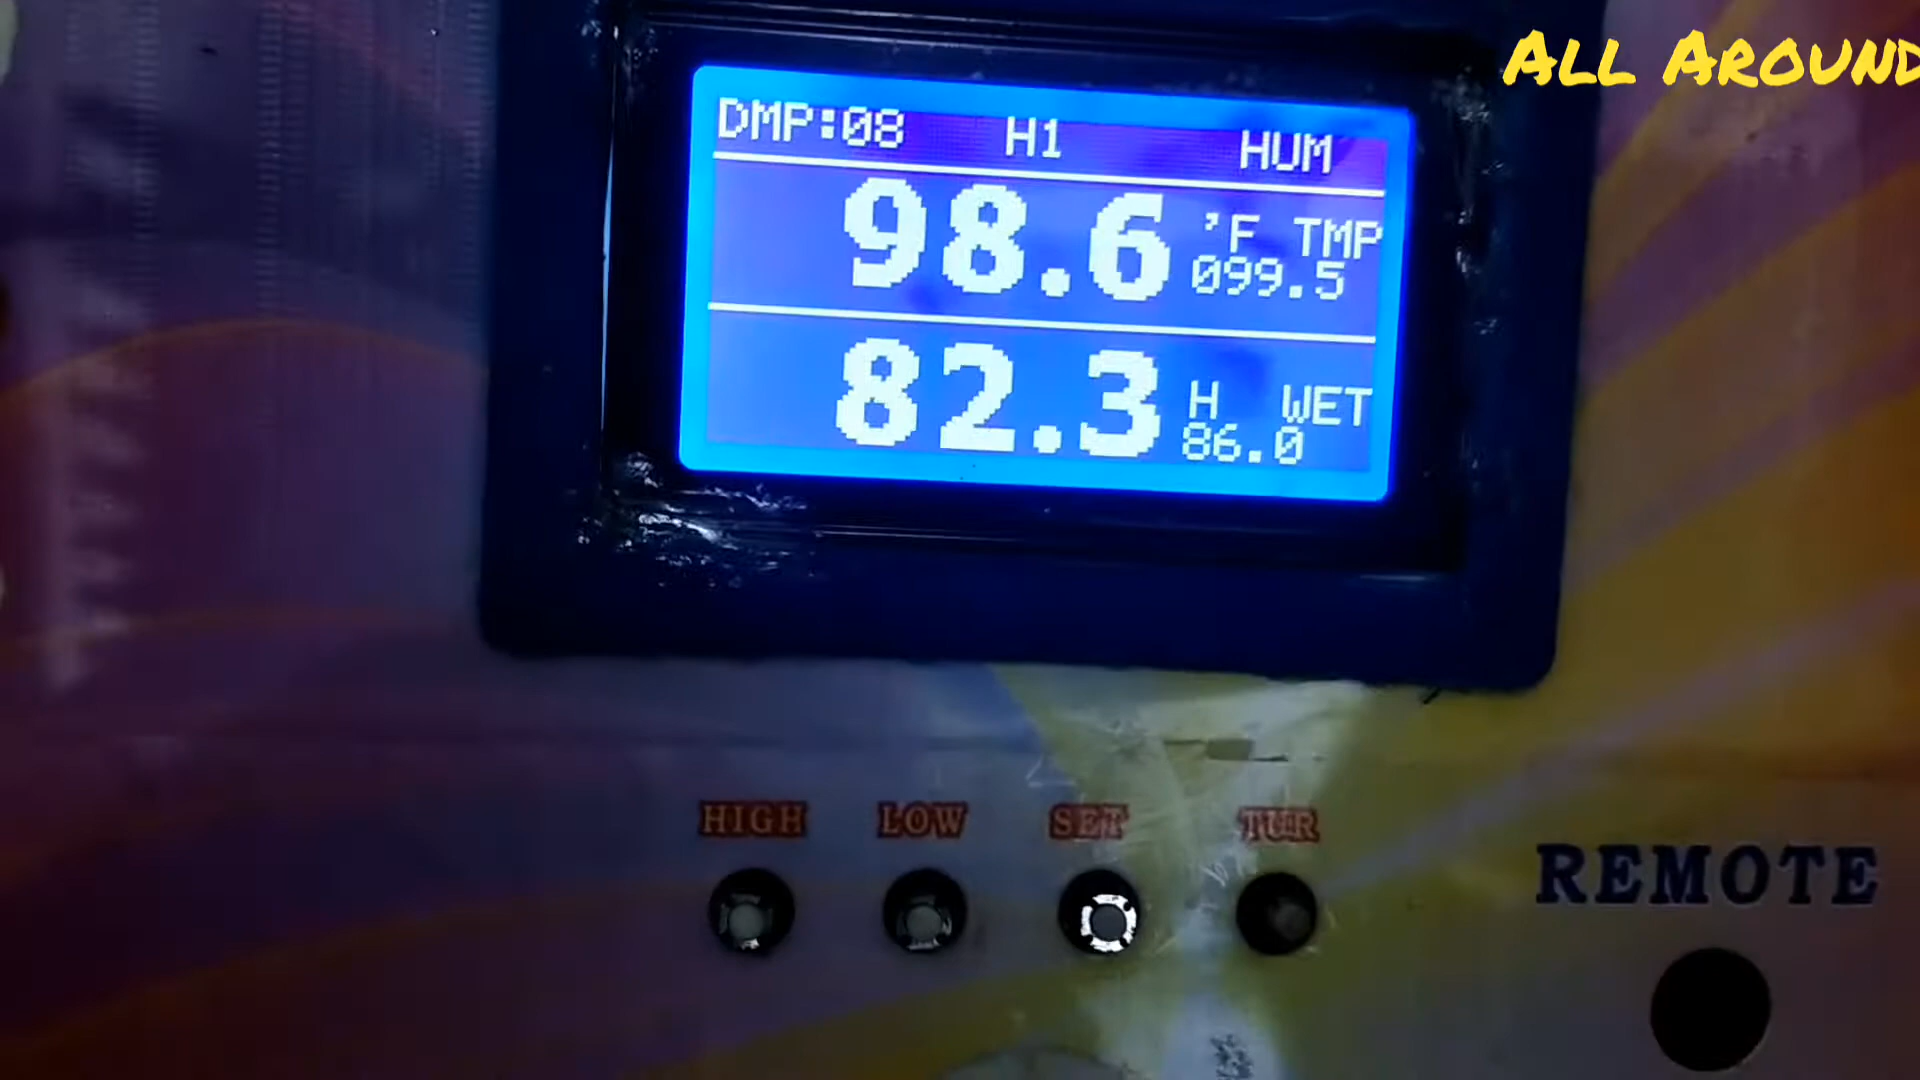 ALL AROUND
DMP:08 H1 HUM
98.6 'F TMP
099.5
82.3 H WET
86.0
HIGH LOW SET TUR
REMOTE